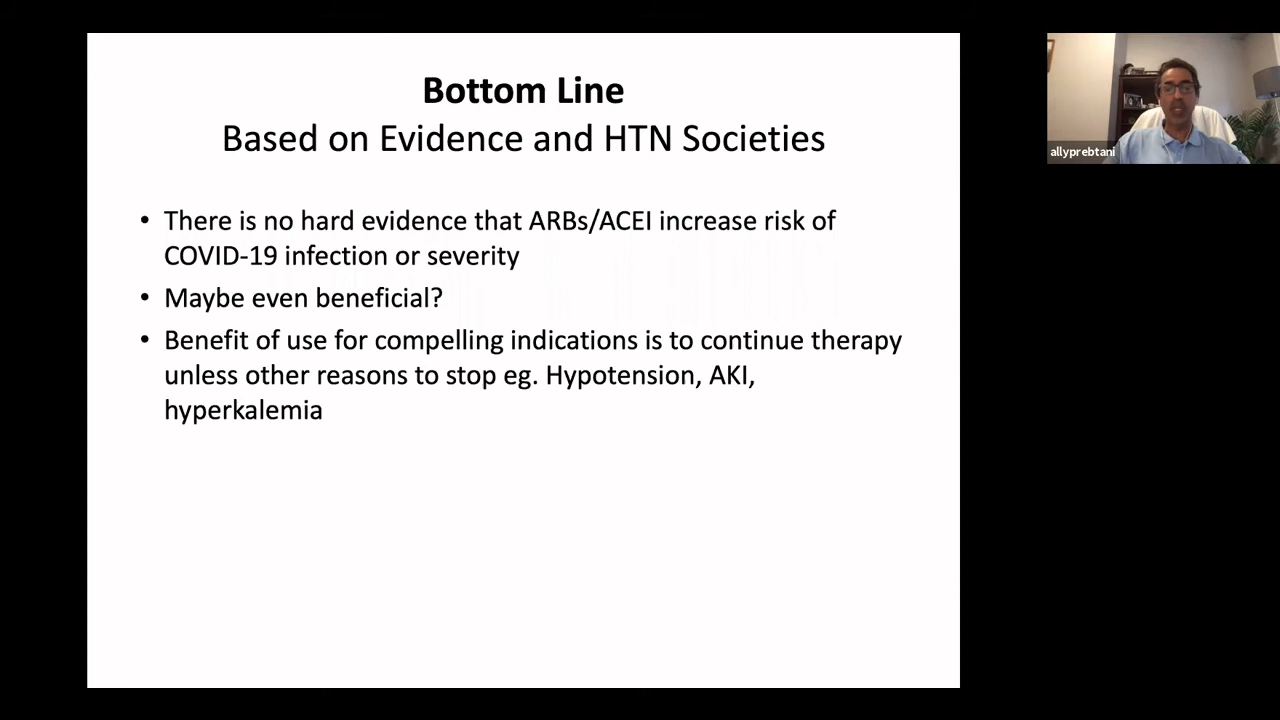 Bottom Line
Based on Evidence and HTN Societies
• There is no hard evidence that ARBs/ACEI increase risk of
COVID-19 infection or severity
• Maybe even beneficial?
• Benefit of use for compelling indications is to continue therapy
unless other reasons to stop eg. Hypotension, AKI,
hyperkalemia
allyprebtani